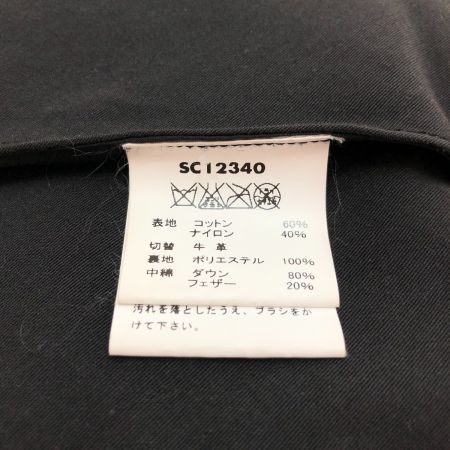 SC12340
表地 コットン 60%
ナイロン 40%
切替 牛革
裏地 ポリエステル 100%
中綿 ダウン 80%
フェザー 20%
汚れを落としたうえ、ブラシをか
けて下さい。